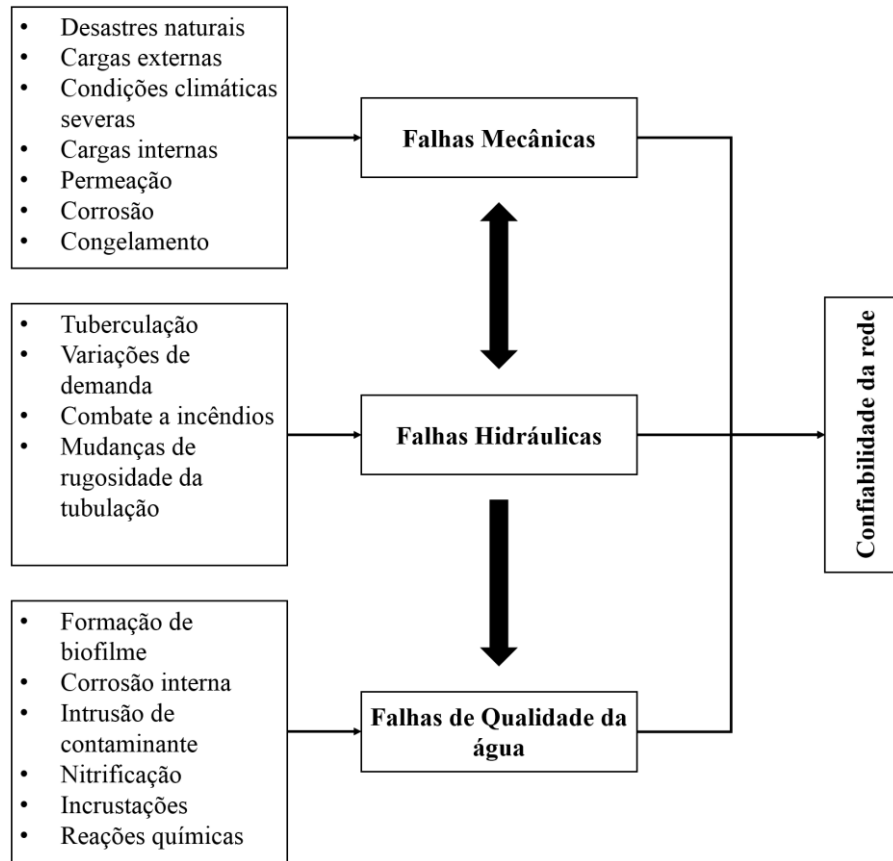 • Desastres naturais
• Cargas externas
• Condições climáticas
severas
• Cargas internas
• Permeação
• Corrosão
• Congelamento
Falhas Mecânicas
• Tuberculação
• Variações de
demanda
• Combate a incêndios
• Mudanças de
rugosidade da
tubulação
Falhas Hidráulicas
• Formação de
biofilme
• Corrosão interna
• Intrusão de
contaminante
• Nitrificação
• Incrustações
• Reações químicas
Falhas de Qualidade da
água
Confiabilidade da rede